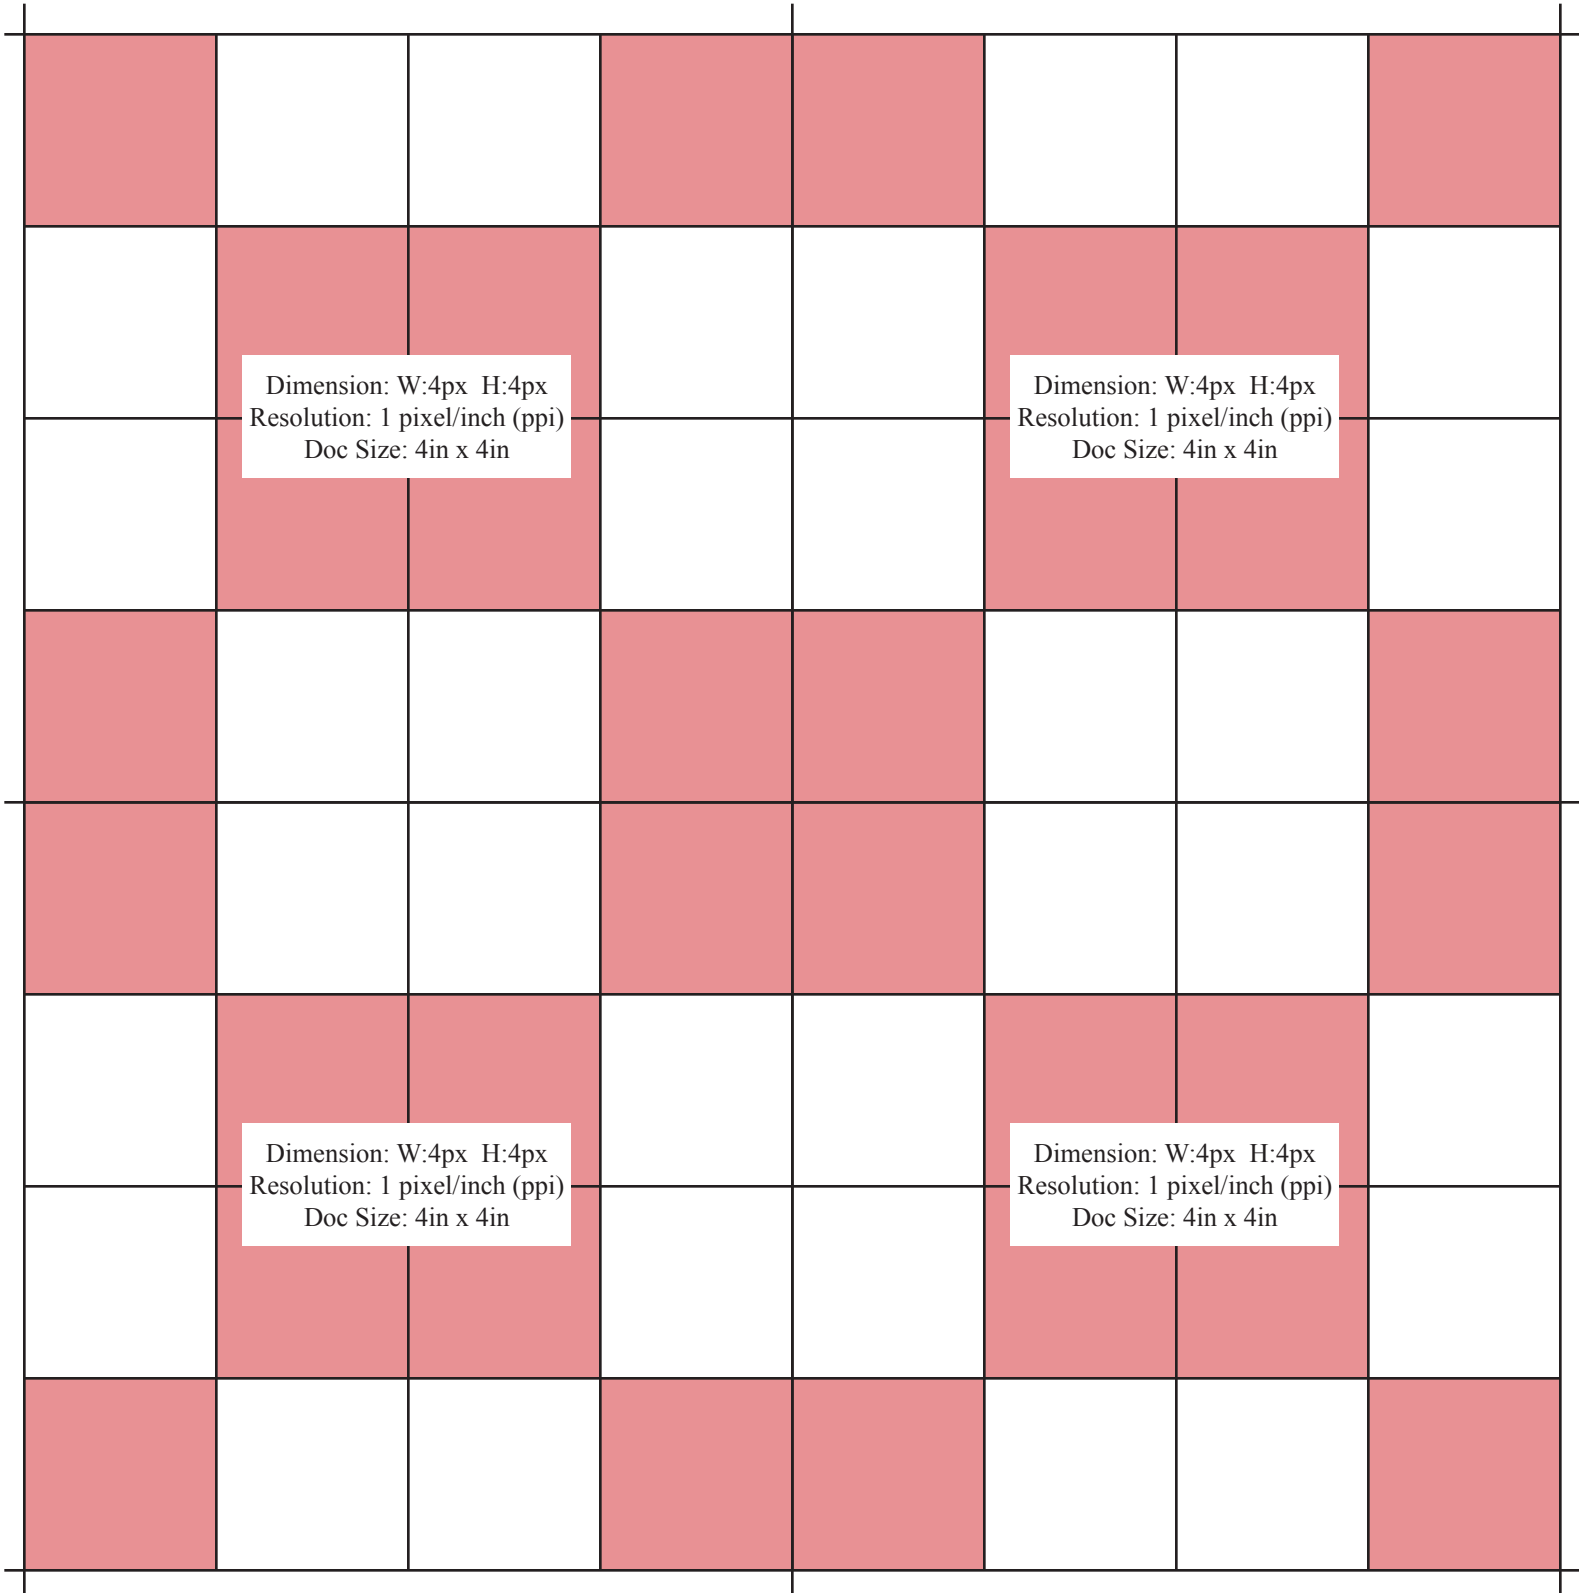 Dimension: W:4px  H:4px
Resolution: 1 pixel/inch (ppi)
Doc Size: 4in x 4in
Dimension: W:4px  H:4px
Resolution: 1 pixel/inch (ppi)
Doc Size: 4in x 4in
Dimension: W:4px  H:4px
Resolution: 1 pixel/inch (ppi)
Doc Size: 4in x 4in
Dimension: W:4px  H:4px
Resolution: 1 pixel/inch (ppi)
Doc Size: 4in x 4in